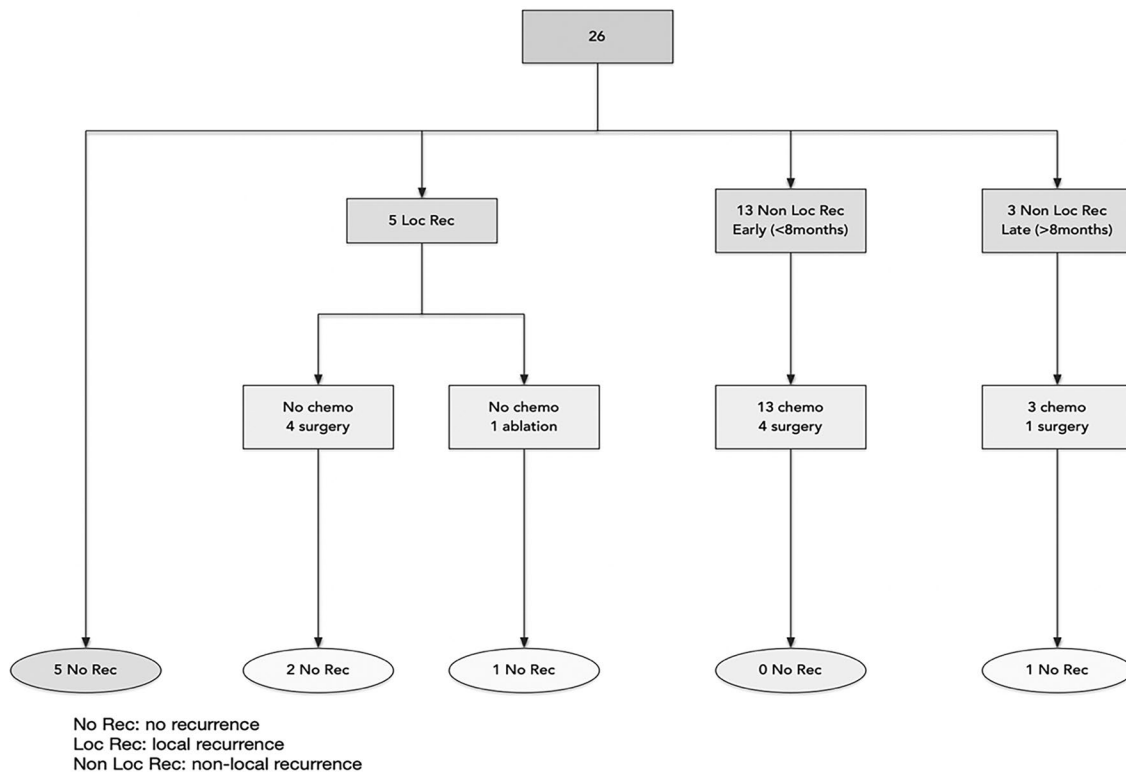 26
5 Loc Rec
13 Non Loc Rec
Early (<8months)
3 Non Loc Rec
Late (>8months)
No chemo
4 surgery
No chemo
1 ablation
13 chemo
4 surgery
3 chemo
1 surgery
5 No Rec
2 No Rec
1 No Rec
0 No Rec
1 No Rec
No Rec: no recurrence
Loc Rec: local recurrence
Non Loc Rec: non-local recurrence